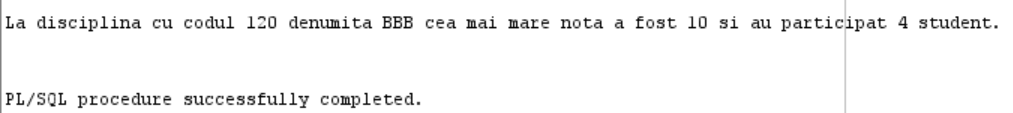 La disciplina cu codul 120 denumita BBB cea mai mare nota a fost 10 si au participat 4 student.
PL/SQL procedure successfully completed.